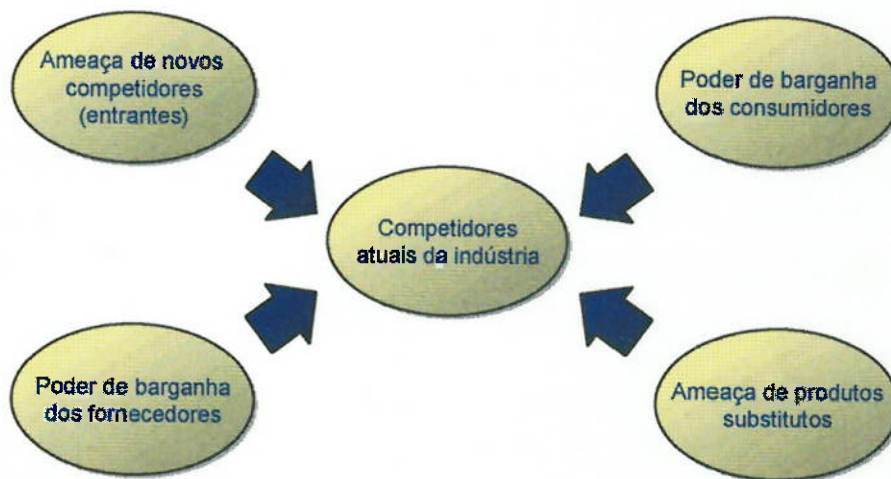 Ameaça de novos
competidores
(entrantes)
Poder de barganha
dos consumidores
Competidores
atuais da indústria
Poder de barganha
dos fornecedores
Ameaça de produtos
substitutos